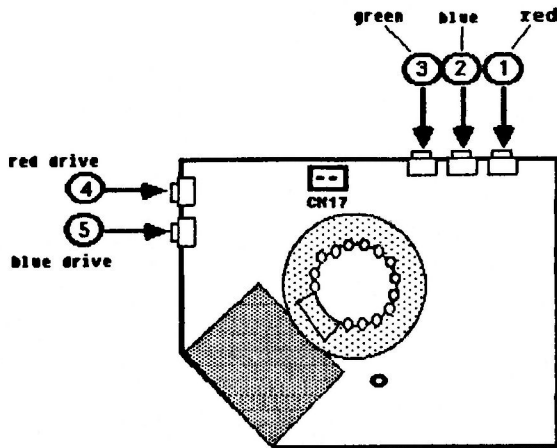 green blue red
3 2 1
red drive
4
CN17
5
blue drive